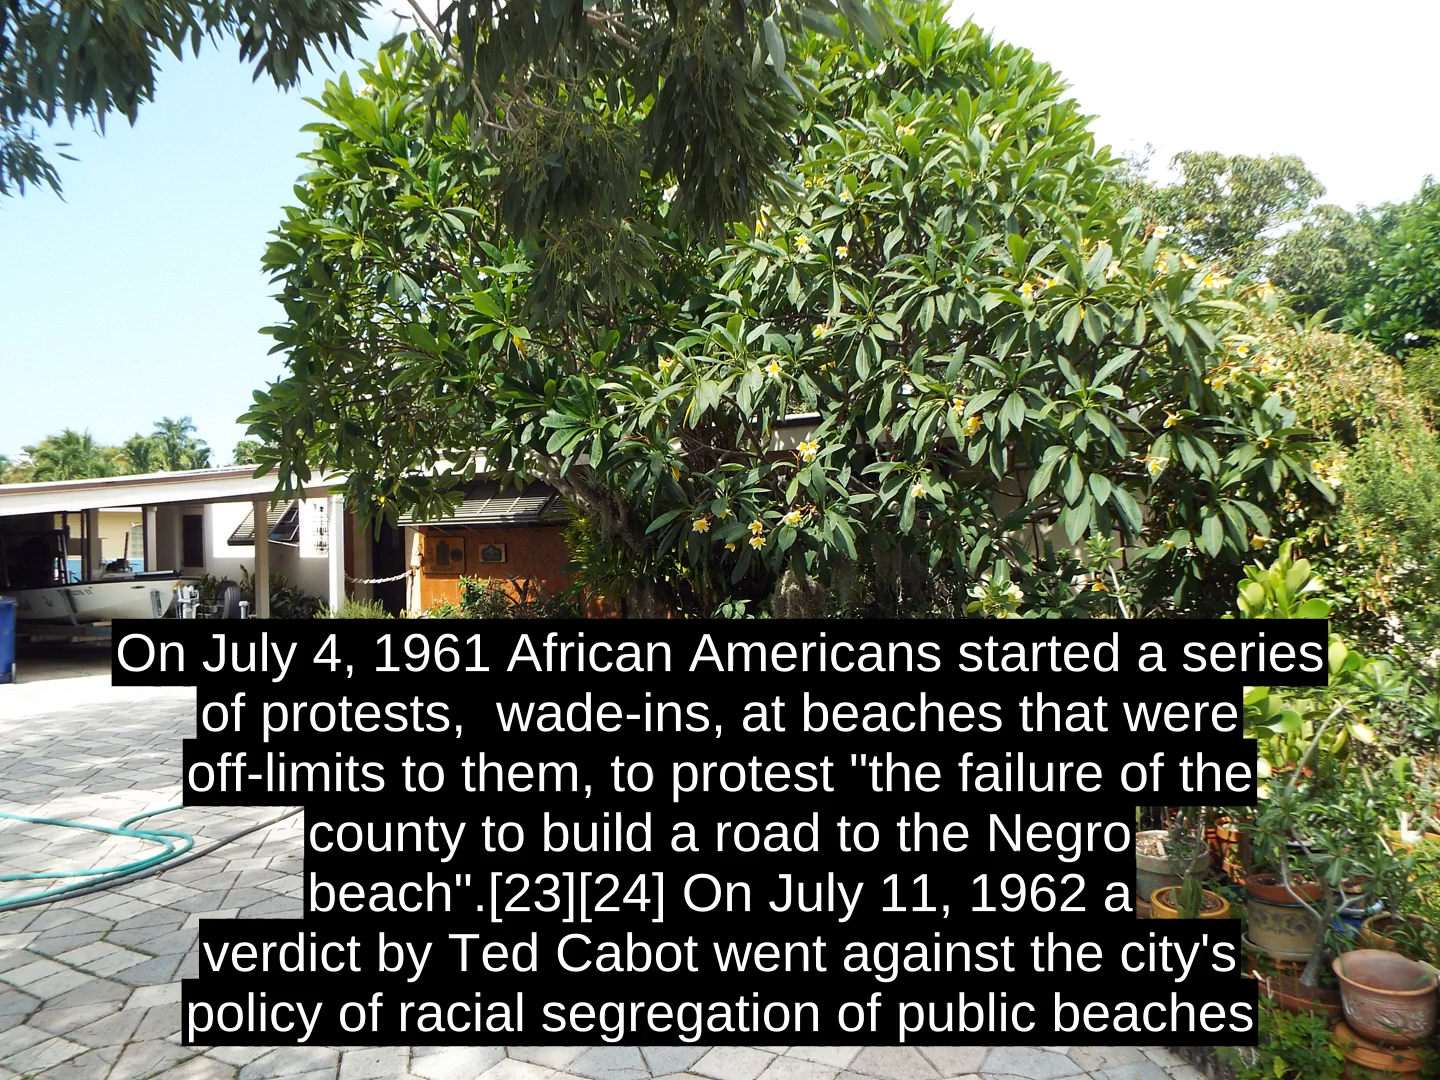 On July 4, 1961 African Americans started a series
of protests,  wade-ins, at beaches that were
off-limits to them, to protest "the failure of the
county to build a road to the Negro
beach".[23][24] On July 11, 1962 a
verdict by Ted Cabot went against the city's
policy of racial segregation of public beaches